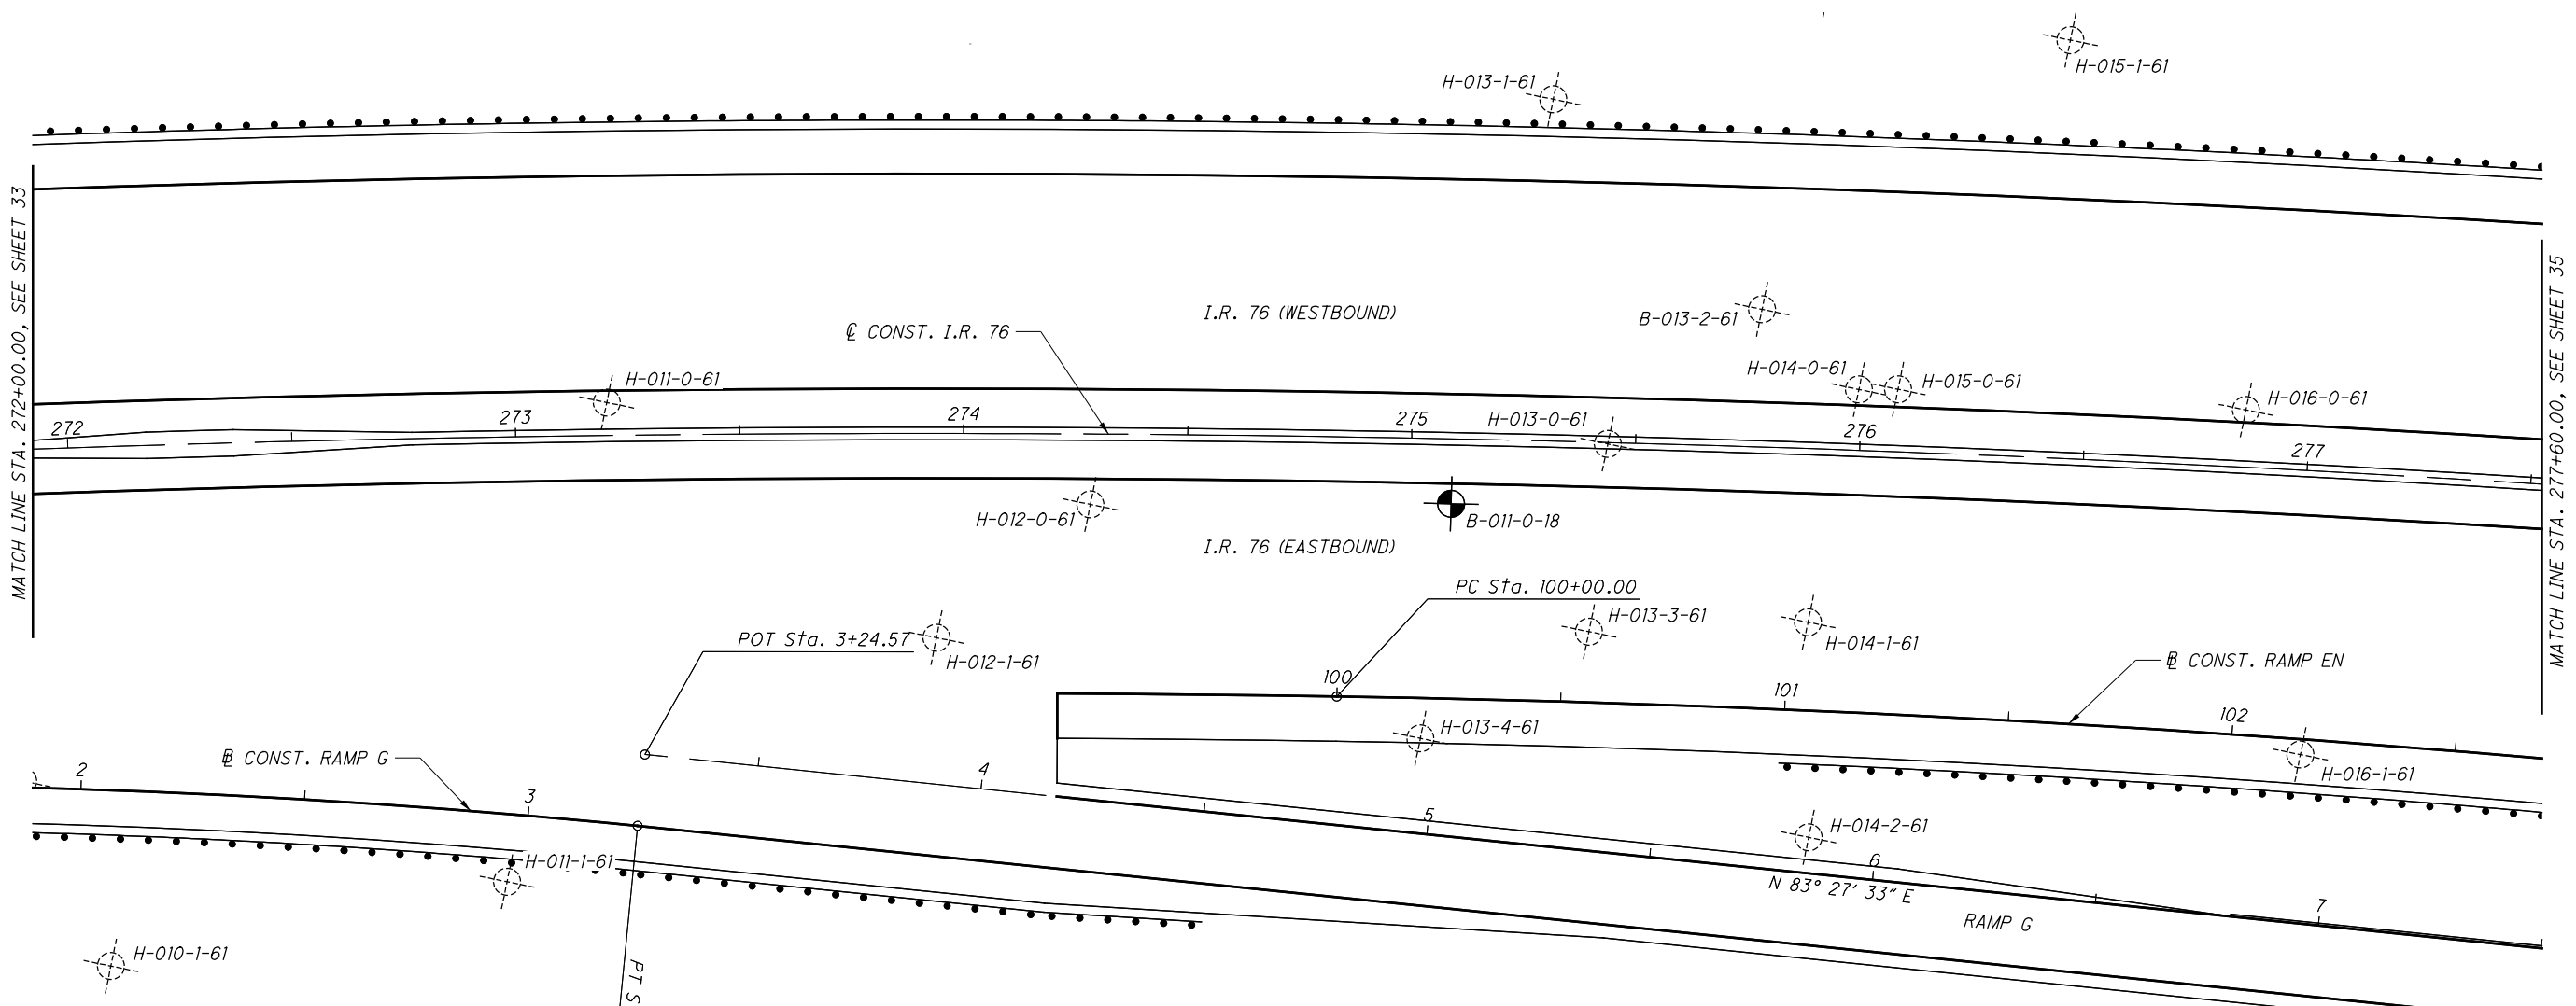 H-015-1-61
H-013-1-61
MATCH LINE STA. 272+00.00, SEE SHEET 33
MATCH LINE STA. 277+60.00, SEE SHEET 35
I.R. 76 (WESTBOUND)
B-013-2-61
℄ CONST. I.R. 76
H-014-0-61
H-011-0-61
H-015-0-61
H-016-0-61
272
273
274
275
H-013-0-61
276
277
H-012-0-61
B-011-0-18
I.R. 76 (EASTBOUND)
PC Sta. 100+00.00
H-013-3-61
POT Sta. 3+24.57
H-014-1-61
H-012-1-61
℄ CONST. RAMP EN
100
101
102
H-013-4-61
B̳ CONST. RAMP G
2
3
4
H-016-1-61
5
H-014-2-61
H-011-1-61
6
N 83° 27' 33" E
7
RAMP G
H-010-1-61
PT S